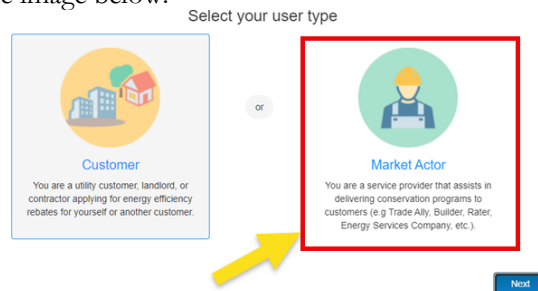 e image below.
Select your user type
Customer
You are a utility customer, landlord, or
contractor applying for energy efficiency
rebates for yourself or another customer.
or
Market Actor
You are a service provider that assists in
delivering conservation programs to
customers (e.g Trade Ally, Builder, Rater,
Energy Services Company, etc.).
Next